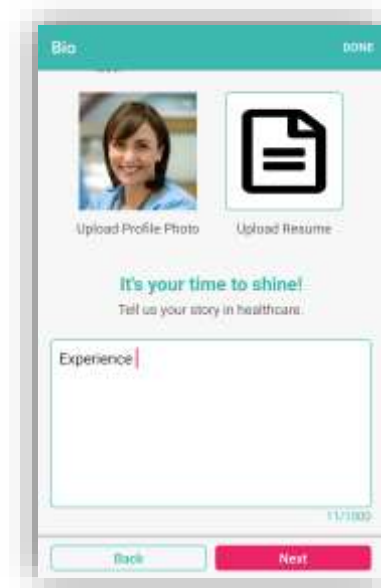 Bio DONE
Upload Profile Photo Upload Resume
It's your time to shine!
Tell us your story in healthcare.
Experience
11/1000
Back Next